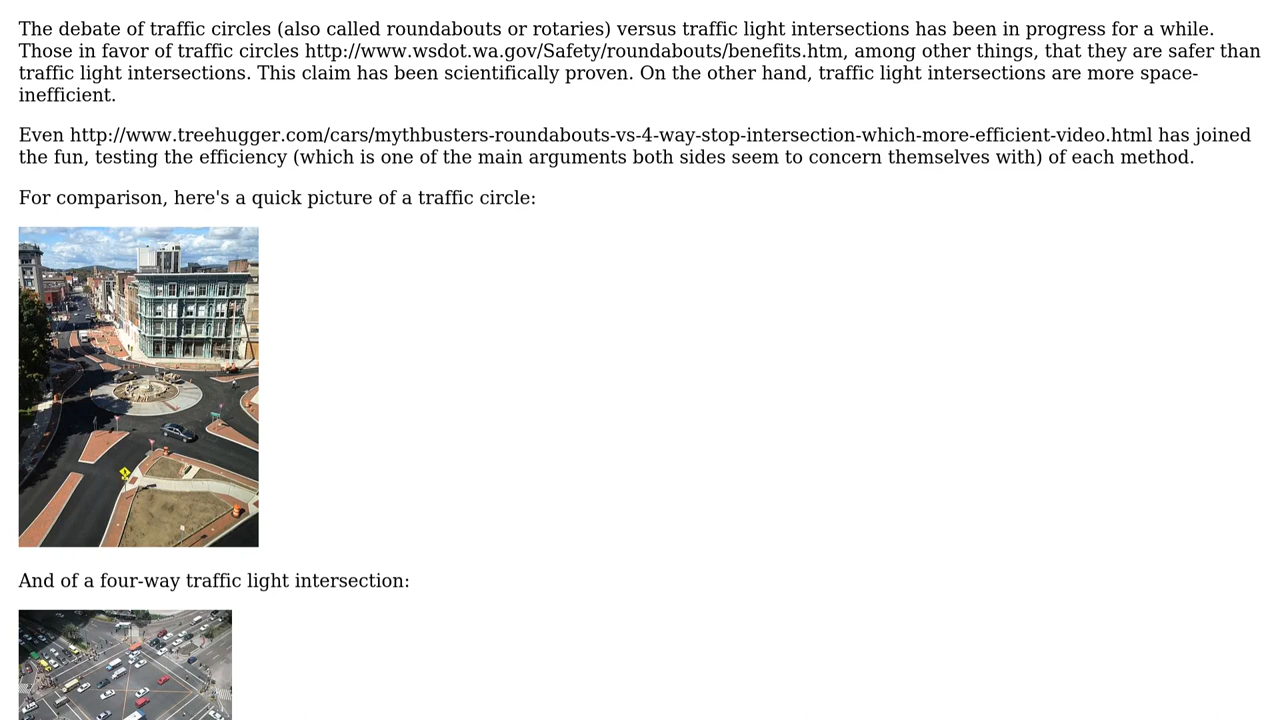 The debate of traffic circles (also called roundabouts or rotaries) versus traffic light intersections has been in progress for a while.
Those in favor of traffic circles http://www.wsdot.wa.gov/Safety/roundabouts/benefits.htm, among other things, that they are safer than
traffic light intersections. This claim has been scientifically proven. On the other hand, traffic light intersections are more space-
inefficient.
Even http://www.treehugger.com/cars/mythbusters-roundabouts-vs-4-way-stop-intersection-which-more-efficient-video.html has joined
the fun, testing the efficiency (which is one of the main arguments both sides seem to concern themselves with) of each method.
For comparison, here's a quick picture of a traffic circle:
And of a four-way traffic light intersection: